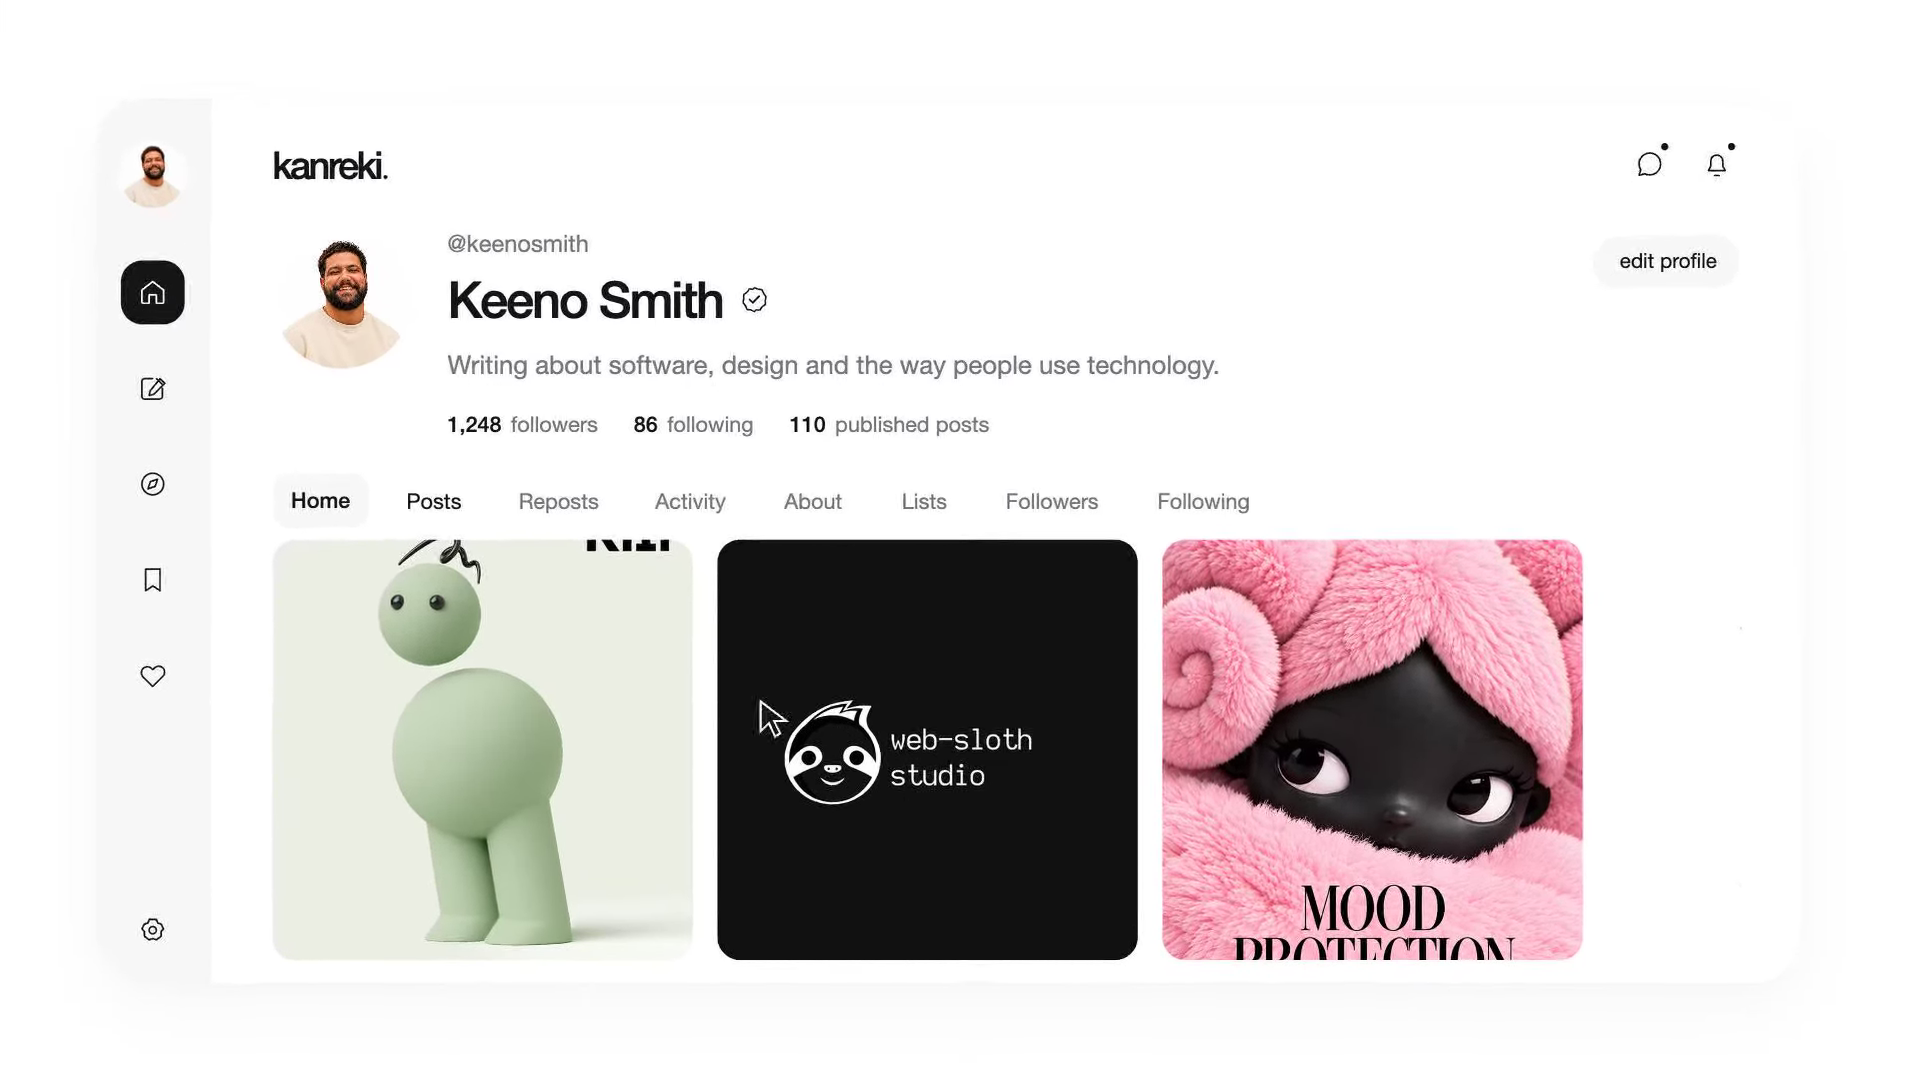 kanreki.
@keenosmith
edit profile
Keeno Smith
Writing about software, design and the way people use technology.
1,248 followers 86 following 110 published posts
Home Posts Reposts Activity About Lists Followers Following
web-sloth
studio
MOOD
PROTECTION